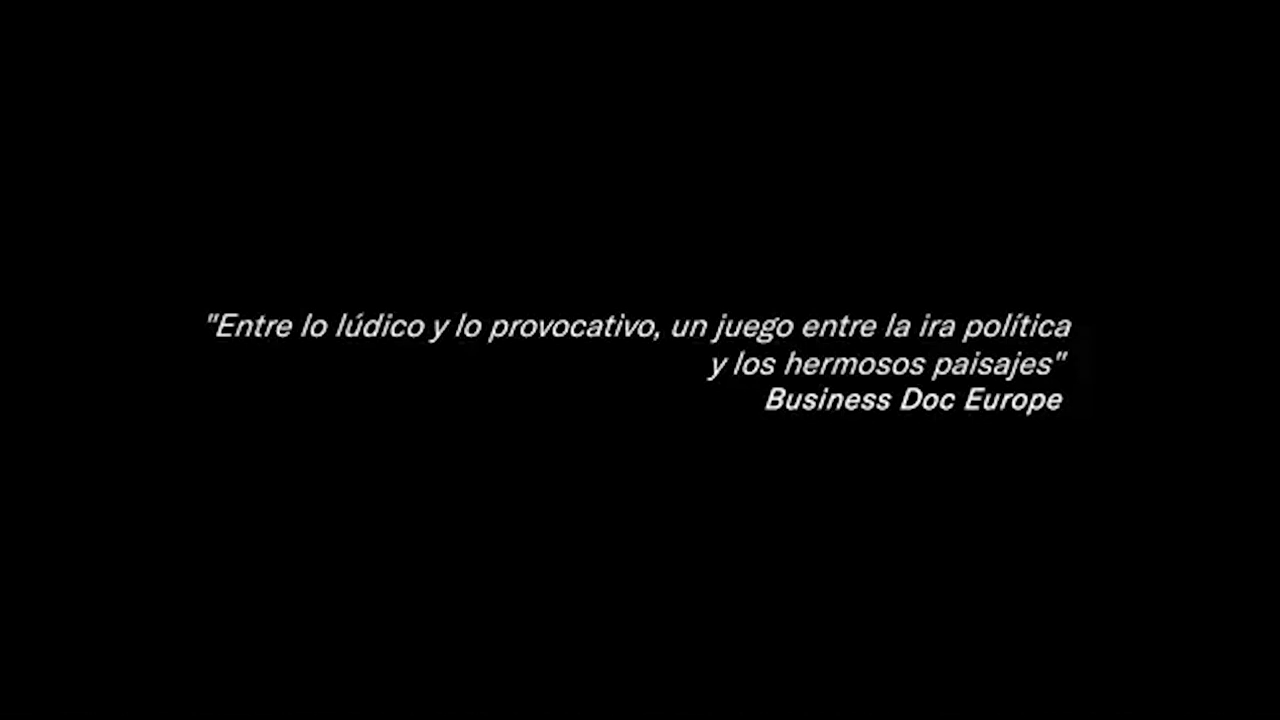 "Entre lo lúdico y lo provocativo, un juego entre la ira política
y los hermosos paisajes"
Business Doc Europe